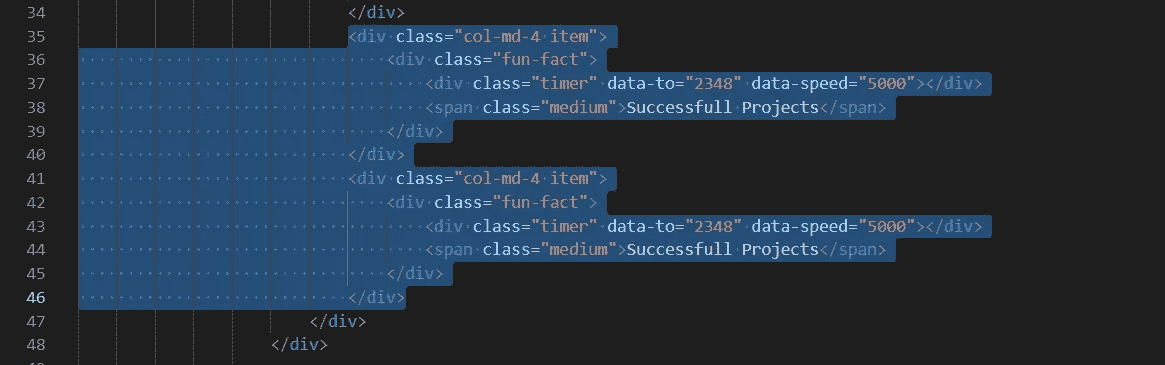 34 </div>
35 <div class="col-md-4 item">
36 <div class="fun-fact">
37 <div class="timer" data-to="2348" data-speed="5000"></div>
38 <span class="medium">Successfull Projects</span>
39 </div>
40 </div>
41 <div class="col-md-4 item">
42 <div class="fun-fact">
43 <div class="timer" data-to="2348" data-speed="5000"></div>
44 <span class="medium">Successfull Projects</span>
45 </div>
46 </div>
47 </div>
48 </div>